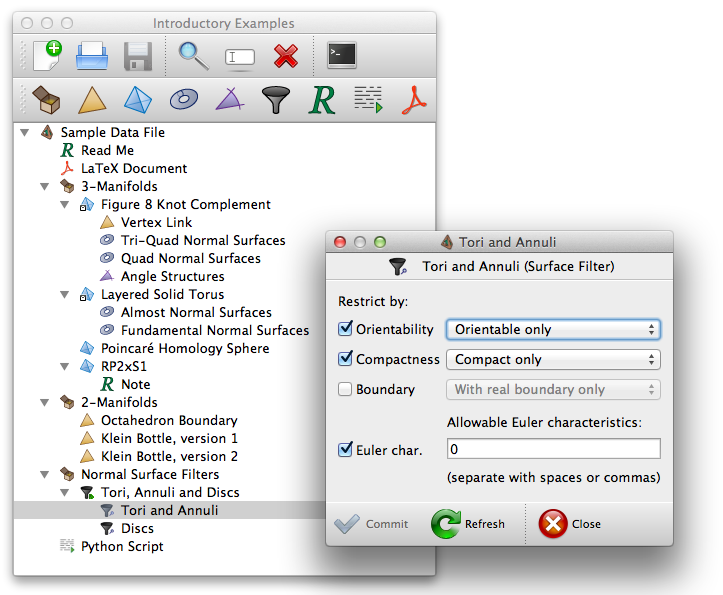 Introductory Examples
Sample Data File
R Read Me
LaTeX Document
3-Manifolds
Figure 8 Knot Complement
Vertex Link
Tri-Quad Normal Surfaces
Quad Normal Surfaces
Angle Structures
Layered Solid Torus
Almost Normal Surfaces
Fundamental Normal Surfaces
Poincaré Homology Sphere
RP2xS1
R Note
2-Manifolds
Octahedron Boundary
Klein Bottle, version 1
Klein Bottle, version 2
Normal Surface Filters
Tori, Annuli and Discs
Tori and Annuli
Discs
Python Script
Tori and Annuli
Tori and Annuli (Surface Filter)
Restrict by:
Orientability Orientable only
Compactness Compact only
Boundary With real boundary only
Allowable Euler characteristics:
Euler char. 0
(separate with spaces or commas)
Commit Refresh Close